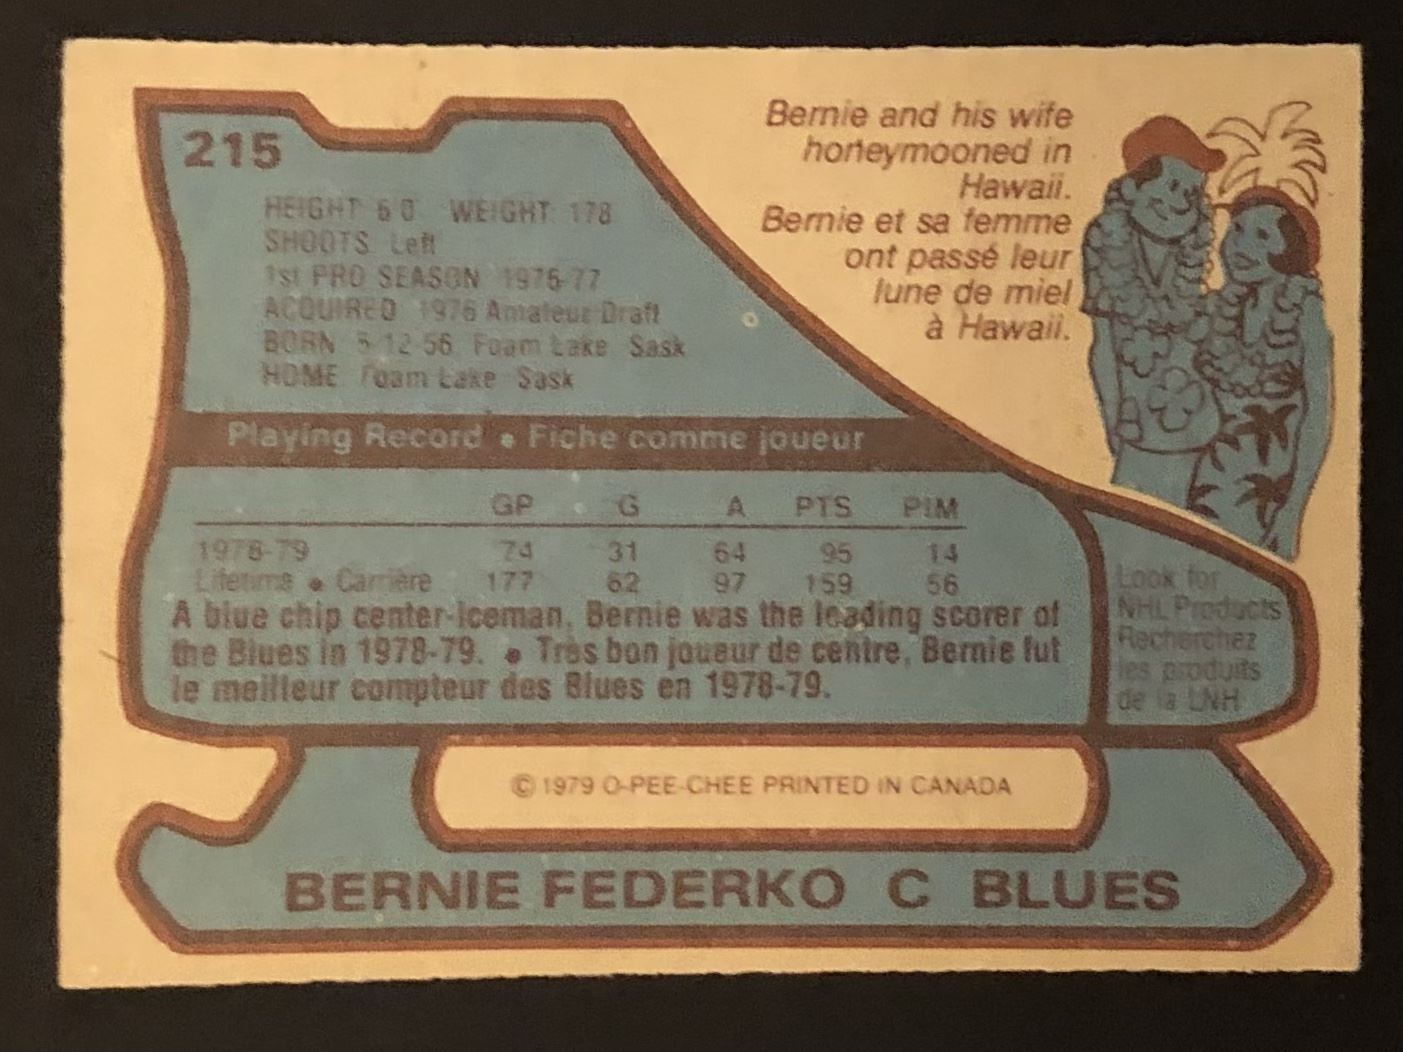 215
HEIGHT 6 0 WEIGHT 178
SHOOTS Left
1st PRO SEASON 1976-77
ACQUIRED 1976 Amateur Draft
BORN 5-12-56 Foam Lake Sask
HOME Foam Lake Sask
Bernie and his wife
honeymooned in
Hawaii.
Bernie et sa femme
ont passé leur
lune de miel
à Hawaii.
Playing Record • Fiche comme joueur
GP G A PTS PIM
1978-79 74 31 64 95 14
Lifetime • Carrière 177 62 97 159 56
A blue chip center-iceman, Bernie was the leading scorer of
the Blues in 1978-79. • Très bon joueur de centre, Bernie fut
le meilleur compteur des Blues en 1978-79.
Look for
NHL Products
Recherchez
les produits
de la LNH
© 1979 O-PEE-CHEE PRINTED IN CANADA
BERNIE FEDERKO C BLUES